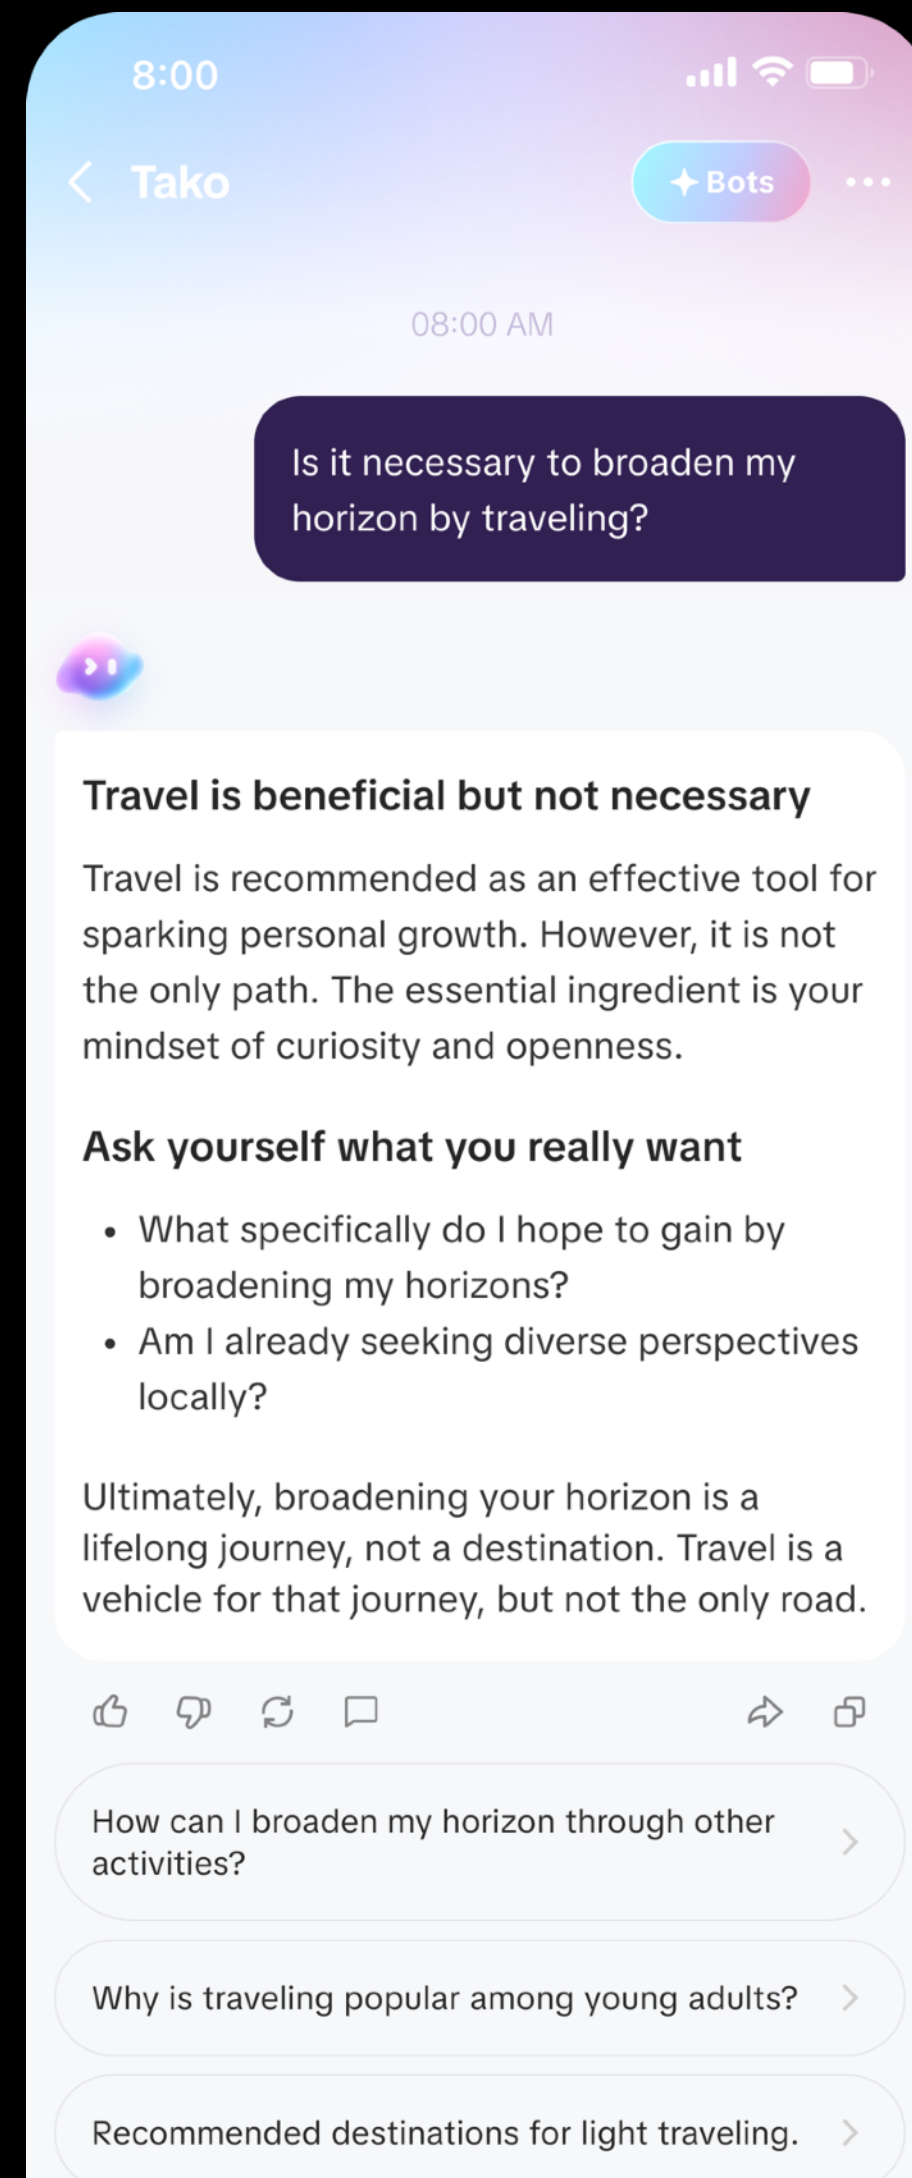 8:00
Tako
Bots
08:00 AM
Is it necessary to broaden my
horizon by traveling?
Travel is beneficial but not necessary
Travel is recommended as an effective tool for
sparking personal growth. However, it is not
the only path. The essential ingredient is your
mindset of curiosity and openness.
Ask yourself what you really want
• What specifically do I hope to gain by
broadening my horizons?
• Am I already seeking diverse perspectives
locally?
Ultimately, broadening your horizon is a
lifelong journey, not a destination. Travel is a
vehicle for that journey, but not the only road.
How can I broaden my horizon through other
activities?
Why is traveling popular among young adults?
Recommended destinations for light traveling.